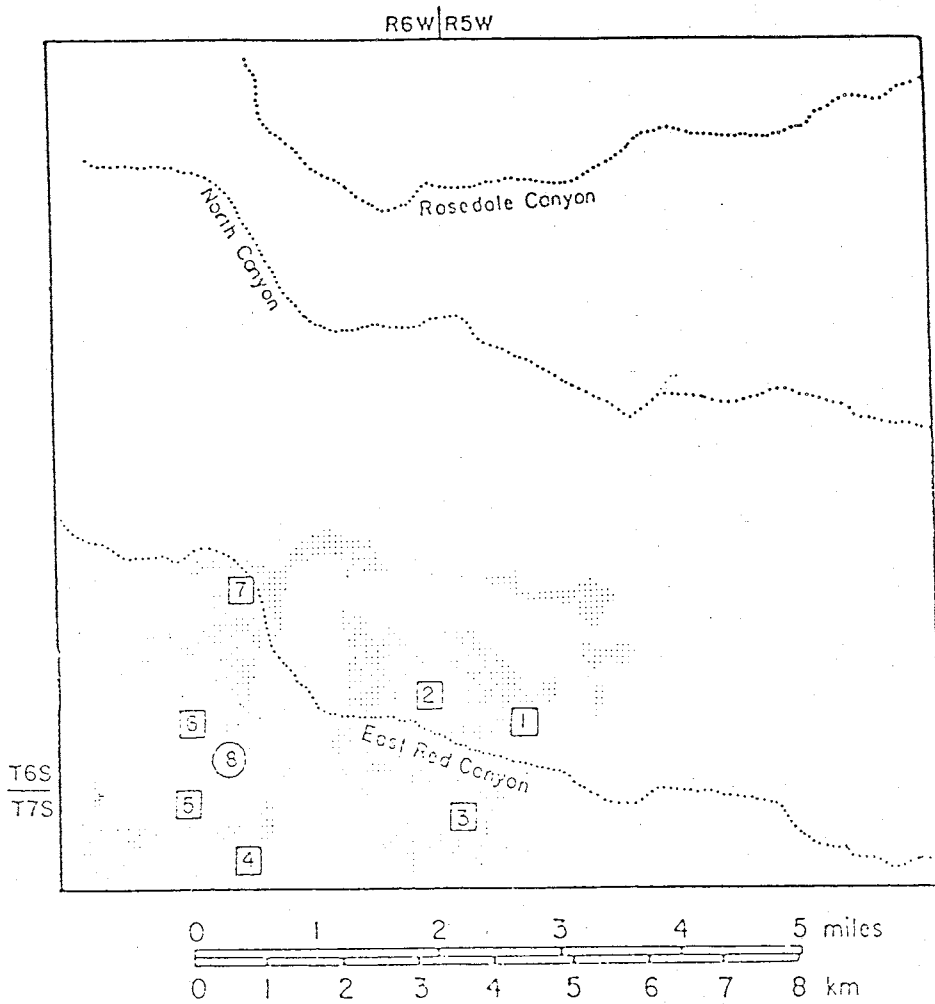 R6W R5W
Rosedale Canyon
North Canyon
7
2
1
6
East Red Canyon
8
T6S
T7S
5
3
4
0 1 2 3 4 5 miles
0 1 2 3 4 5 6 7 8 km